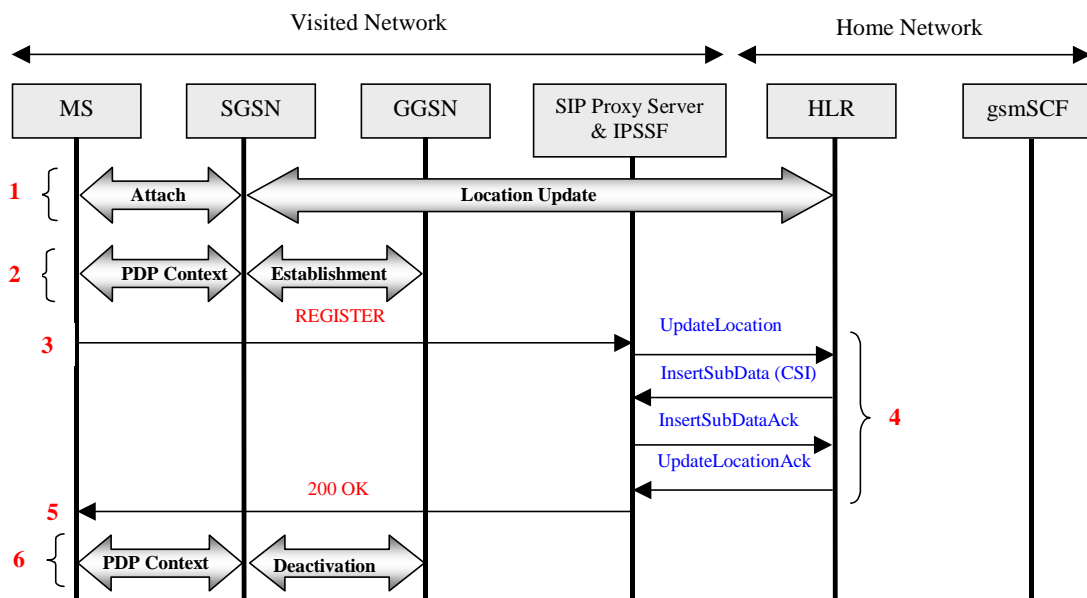 Visited Network
Home Network
MS
SGSN
GGSN
SIP Proxy Server
& IPSSF
HLR
gsmSCF
1
Attach
Location Update
2
PDP Context
Establishment
REGISTER
3
UpdateLocation
InsertSubData (CSI)
InsertSubDataAck
4
UpdateLocationAck
200 OK
5
6
PDP Context
Deactivation